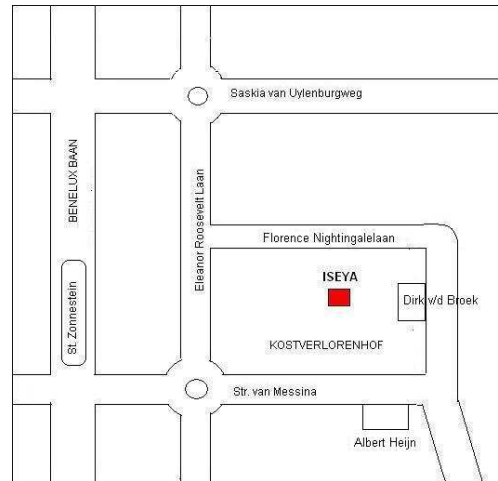 Saskia van Uylenburgweg
BENELUX BAAN
Eleanor Roosevelt Laan
Florence Nightingalelaan
ISEYA
St. Zonnestein
Dirk v/d Broek
KOSTVERLORENHOF
Str. van Messina
Albert Heijn